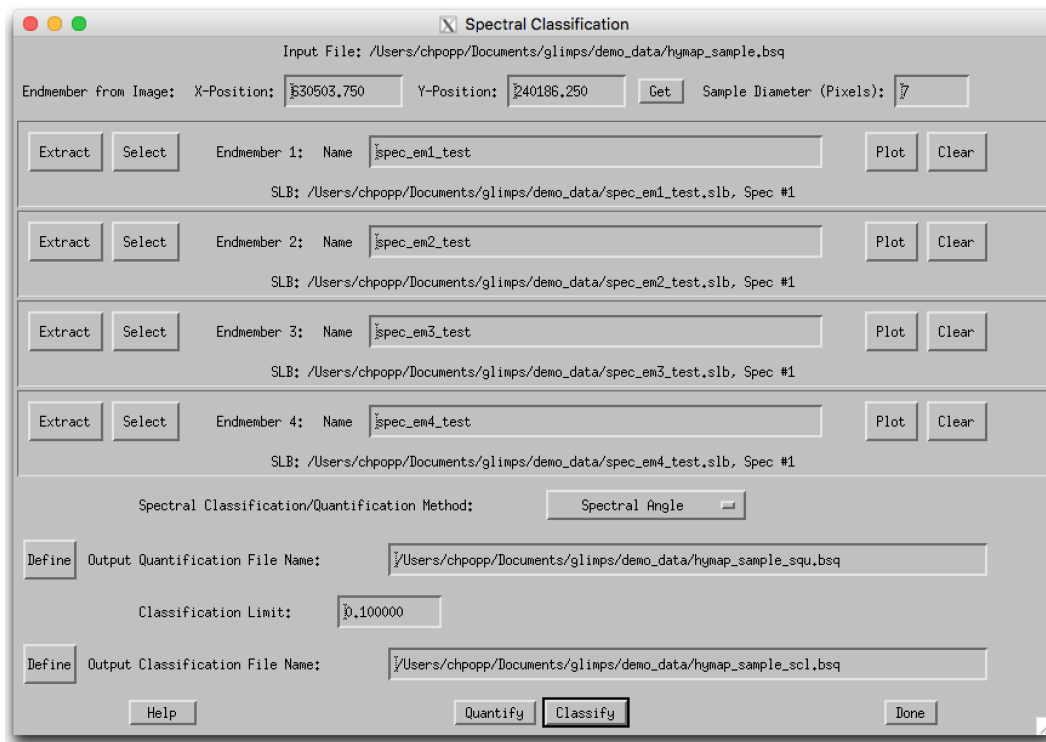 Spectral Classification
Input File: /Users/chpopp/Documents/glimps/demo_data/hymap_sample.bsq
Endmember from Image: X-Position: 630503.750 Y-Position: 240186.250 Get Sample Diameter (Pixels): 7
Extract Select Endmember 1: Name spec_em1_test Plot Clear
SLB: /Users/chpopp/Documents/glimps/demo_data/spec_em1_test.slb, Spec #1
Extract Select Endmember 2: Name spec_em2_test Plot Clear
SLB: /Users/chpopp/Documents/glimps/demo_data/spec_em2_test.slb, Spec #1
Extract Select Endmember 3: Name spec_em3_test Plot Clear
SLB: /Users/chpopp/Documents/glimps/demo_data/spec_em3_test.slb, Spec #1
Extract Select Endmember 4: Name spec_em4_test Plot Clear
SLB: /Users/chpopp/Documents/glimps/demo_data/spec_em4_test.slb, Spec #1
Spectral Classification/Quantification Method: Spectral Angle
Define Output Quantification File Name: /Users/chpopp/Documents/glimps/demo_data/hymap_sample_squ.bsq
Classification Limit: 0.100000
Define Output Classification File Name: /Users/chpopp/Documents/glimps/demo_data/hymap_sample_scl.bsq
Help Quantify Classify Done